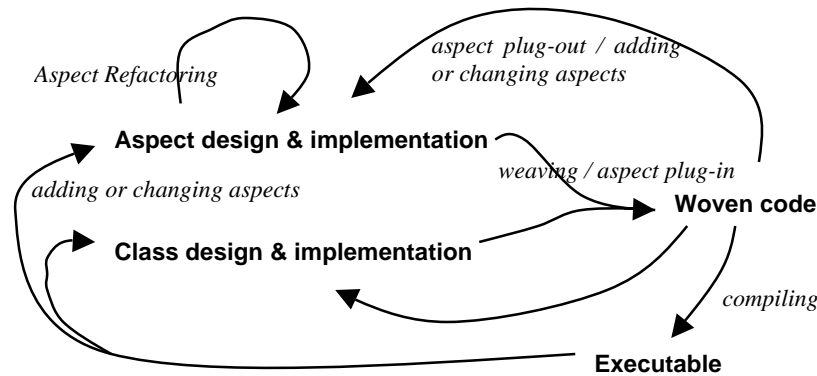 aspect plug-out / adding
or changing aspects
Aspect Refactoring
Aspect design & implementation
weaving / aspect plug-in
adding or changing aspects
Woven code
Class design & implementation
compiling
Executable